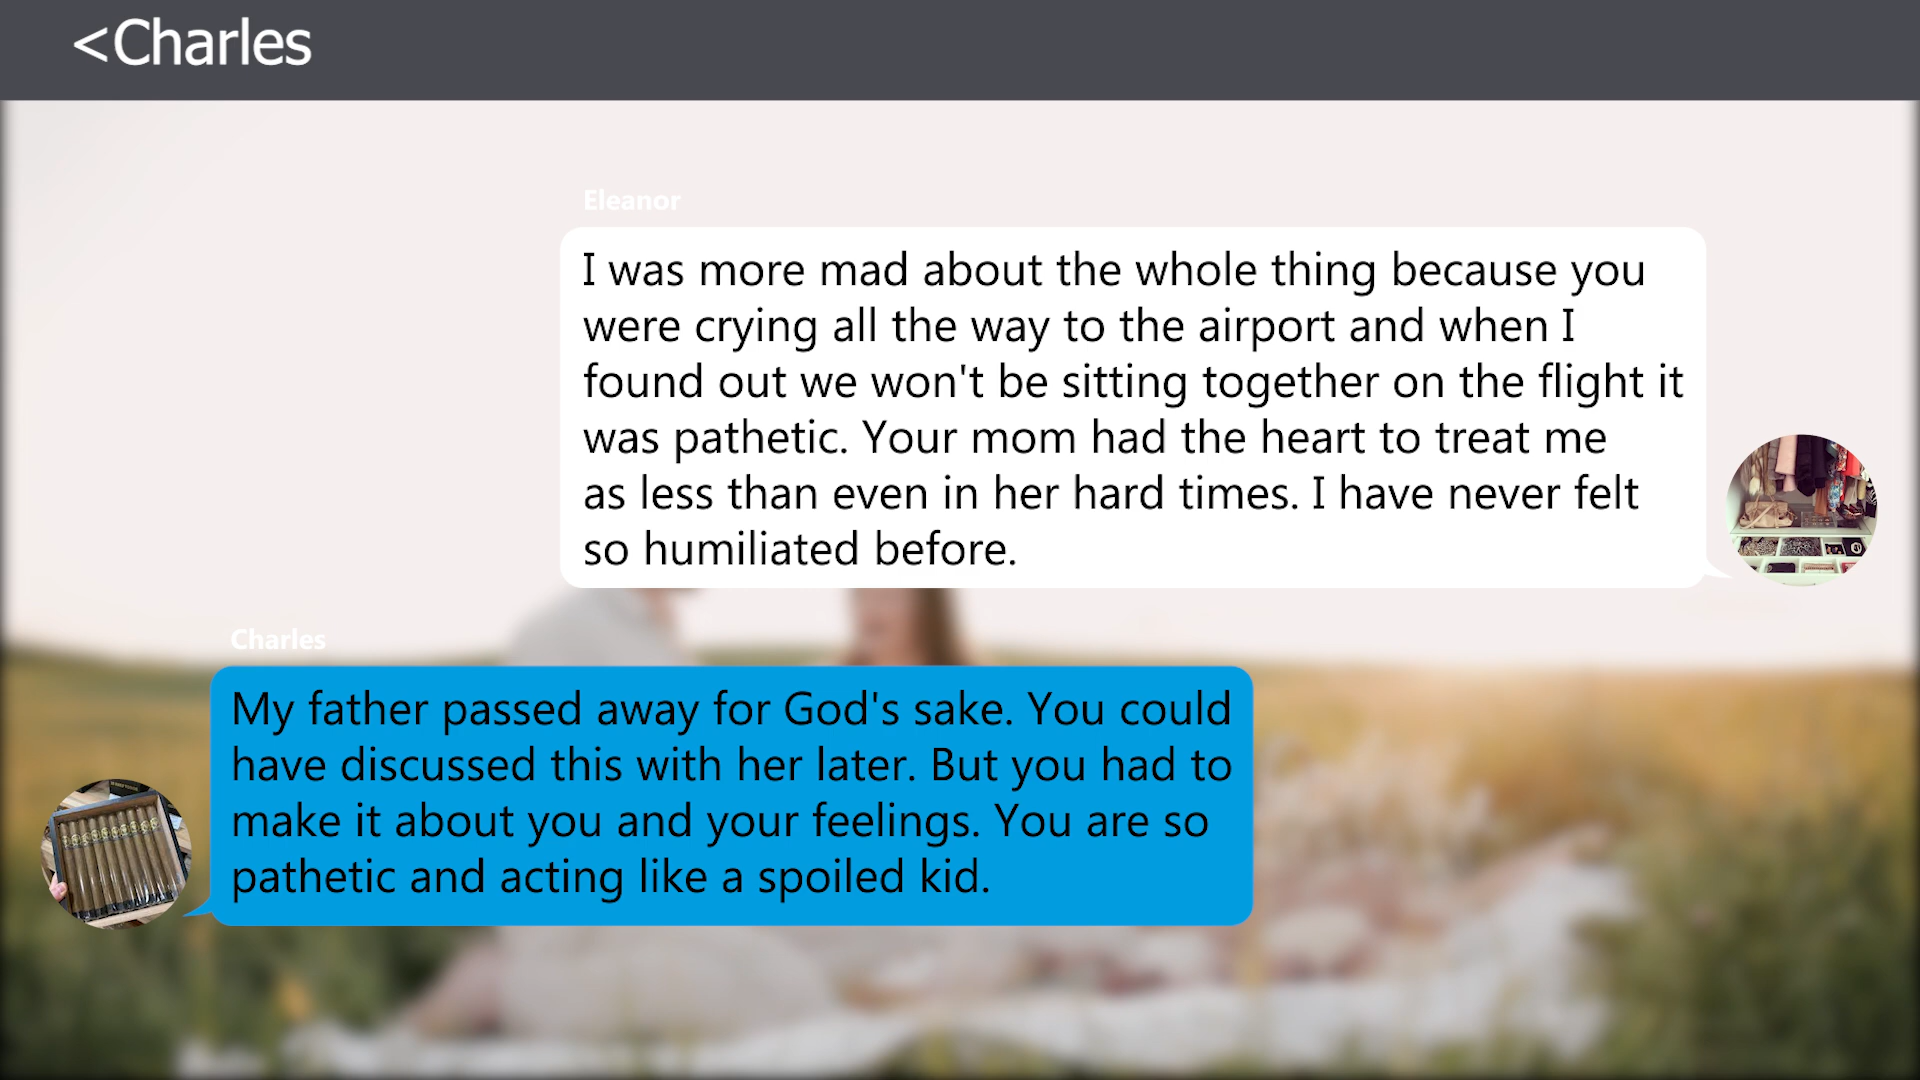 <Charles
Eleanor
I was more mad about the whole thing because you
were crying all the way to the airport and when I
found out we won't be sitting together on the flight it
was pathetic. Your mom had the heart to treat me
as less than even in her hard times. I have never felt
so humiliated before.
Charles
My father passed away for God's sake. You could
have discussed this with her later. But you had to
make it about you and your feelings. You are so
pathetic and acting like a spoiled kid.